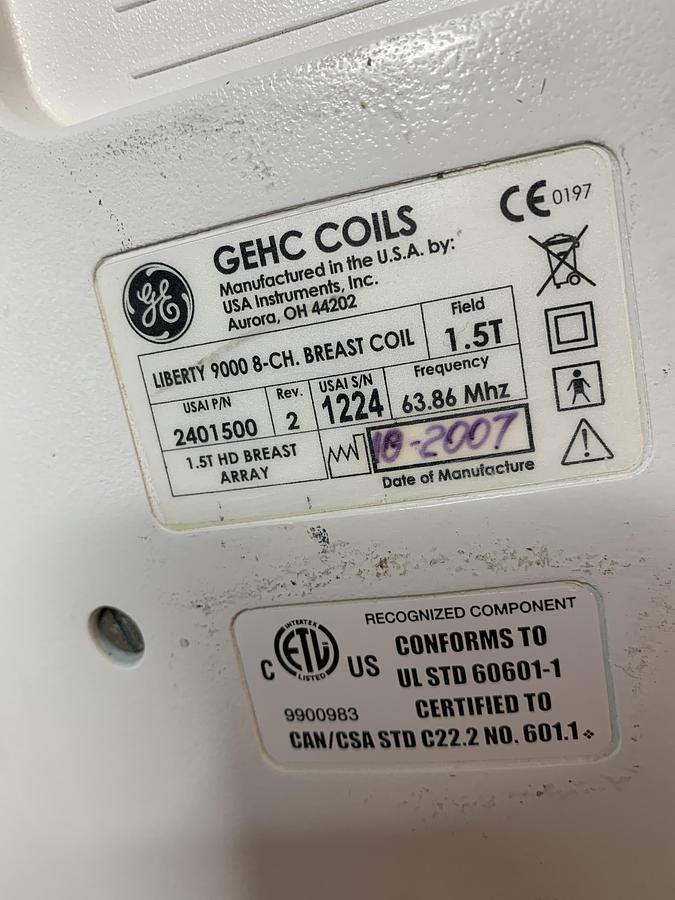 GE
GEHC COILS
Manufactured in the U.S.A. by:
USA Instruments, Inc.
Aurora, OH 44202
CE 0197
LIBERTY 9000 8-CH. BREAST COIL
Field
1.5T
USAI P/N
2401500
Rev.
2
USAI S/N
1224
Frequency
63.86 Mhz
1.5T HD BREAST
ARRAY
-2007
Date of Manufacture
INTERTEK
C ETL US
LISTED
9900983
RECOGNIZED COMPONENT
CONFORMS TO
UL STD 60601-1
CERTIFIED TO
CAN/CSA STD C22.2 NO. 601.1